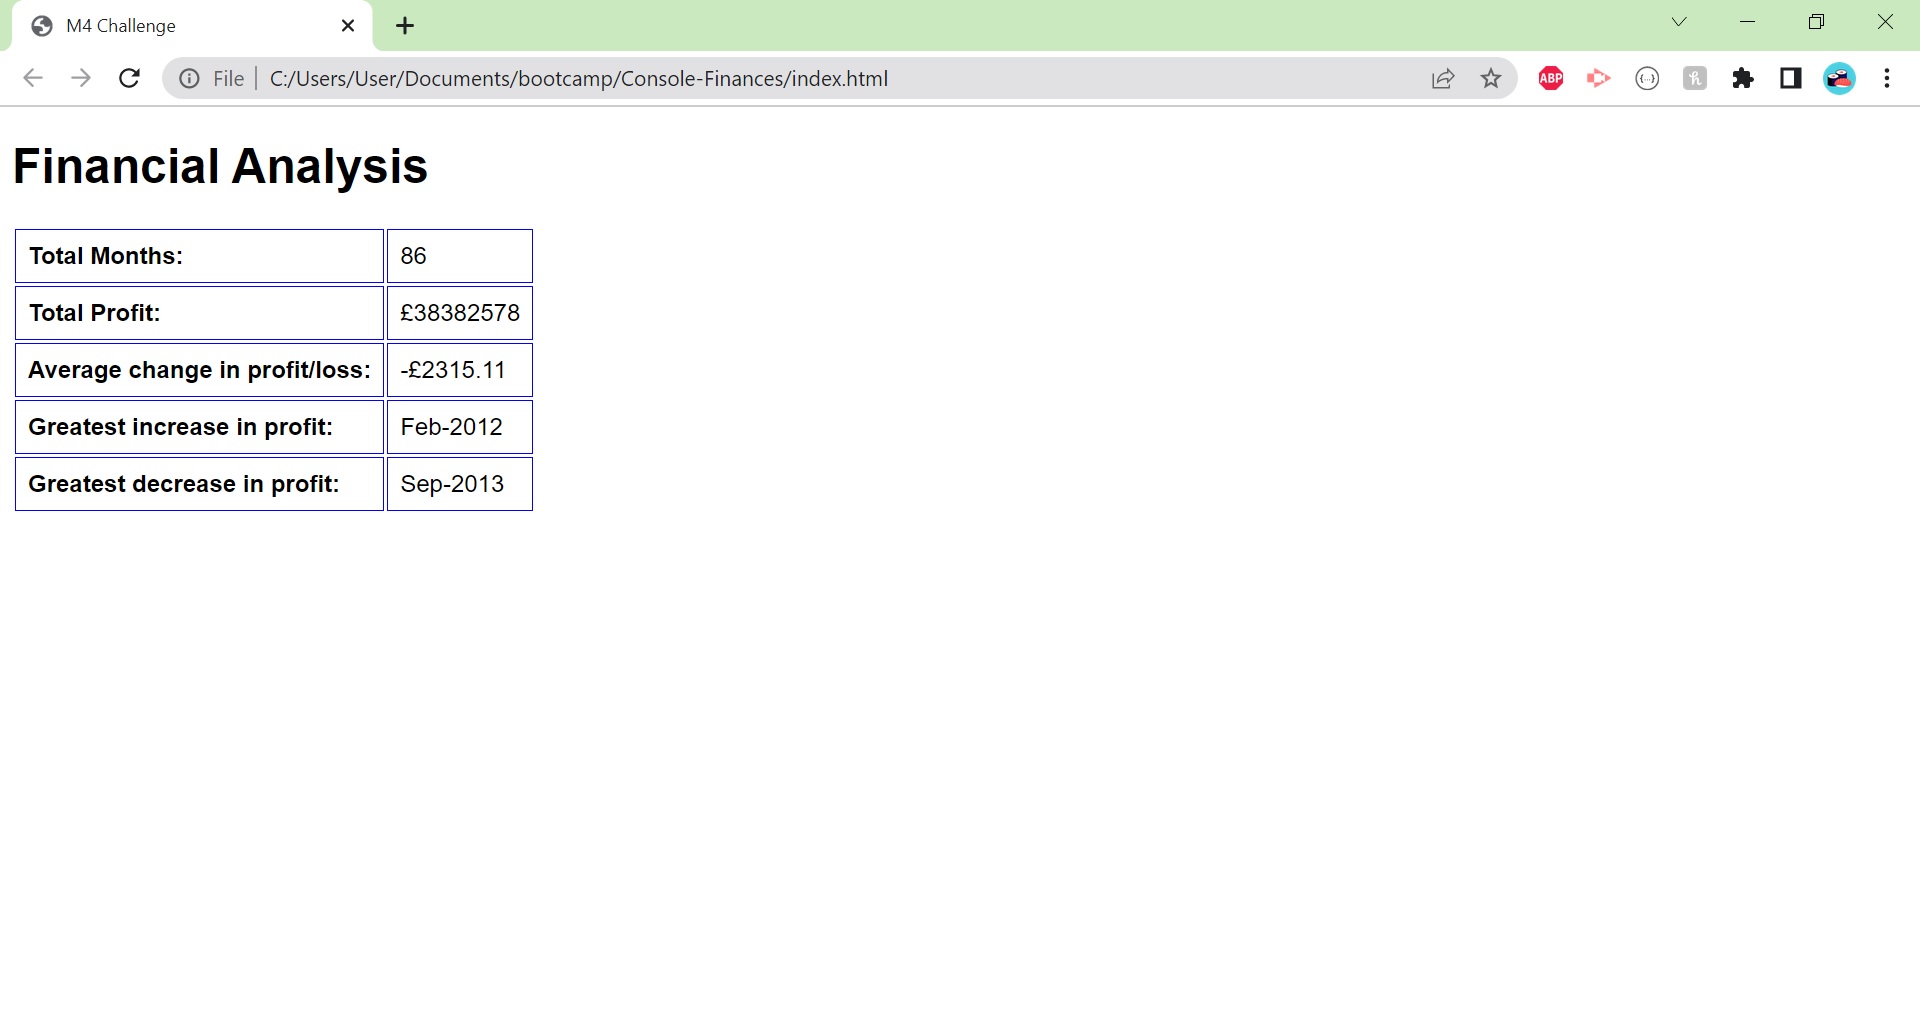 M4 Challenge
File C:/Users/User/Documents/bootcamp/Console-Finances/index.html ABP {...} h
Financial Analysis
Total Months: 86
Total Profit: £38382578
Average change in profit/loss: -£2315.11
Greatest increase in profit: Feb-2012
Greatest decrease in profit: Sep-2013